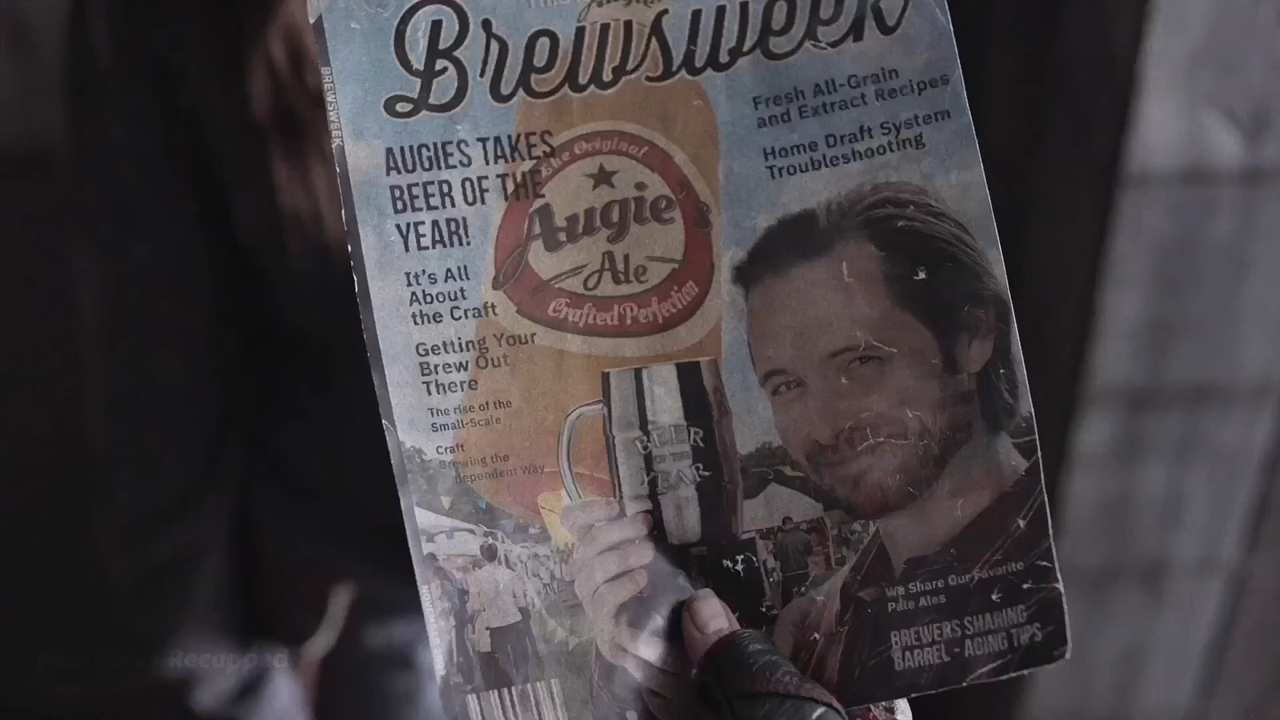 Brewsweek
BREWSWEEK
Fresh All-Grain
and Extract Recipes
Home Draft System
Troubleshooting
AUGIES TAKES
BEER OF THE
YEAR!
The Original
Augie's
Ale
Crafted Perfection
It's All
About
the Craft
Getting Your
Brew Out
There
The rise of the
Small-Scale
Craft
Brewing the
dependent Way
BEER
OF THE
YEAR
We Share Our Favorite
Pale Ales
BREWERS SHARING
BARREL - AGING TIPS
Recapped